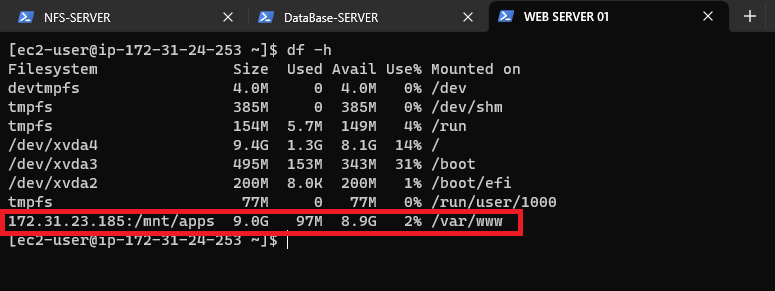 NFS-SERVER DataBase-SERVER WEB SERVER 01
[ec2-user@ip-172-31-24-253 ~]$ df -h
Filesystem Size Used Avail Use% Mounted on
devtmpfs 4.0M 0 4.0M 0% /dev
tmpfs 385M 0 385M 0% /dev/shm
tmpfs 154M 5.7M 149M 4% /run
/dev/xvda4 9.4G 1.3G 8.1G 14% /
/dev/xvda3 495M 153M 343M 31% /boot
/dev/xvda2 200M 8.0K 200M 1% /boot/efi
tmpfs 77M 0 77M 0% /run/user/1000
172.31.23.185:/mnt/apps 9.0G 97M 8.9G 2% /var/www
[ec2-user@ip-172-31-24-253 ~]$